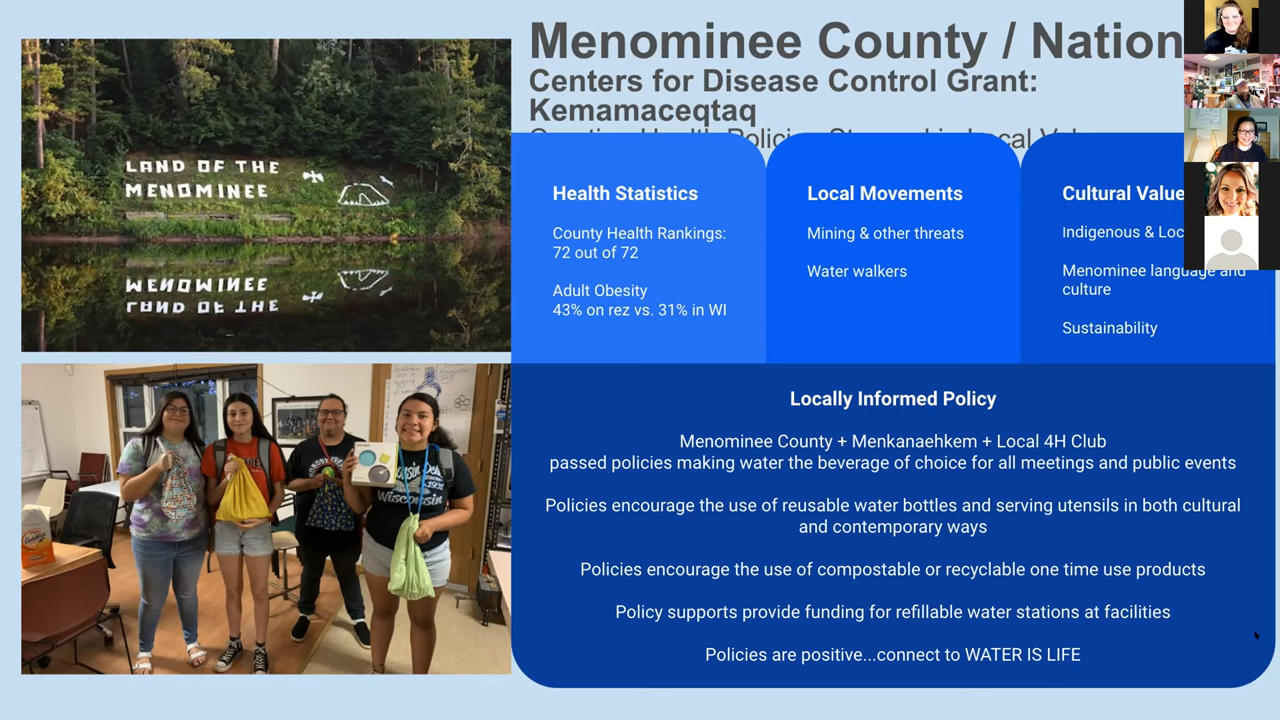 Menominee County / Nation
Centers for Disease Control Grant:
Kemamaceqtaq
LAND OF THE
MENOMINEE
Health Statistics
County Health Rankings:
72 out of 72
Adult Obesity
43% on rez vs. 31% in WI
Local Movements
Mining & other threats
Water walkers
Cultural Value
Indigenous & Loc
Menominee language and
culture
Sustainability
Locally Informed Policy
Menominee County + Menkanaehkem + Local 4H Club
passed policies making water the beverage of choice for all meetings and public events
Policies encourage the use of reusable water bottles and serving utensils in both cultural
and contemporary ways
Policies encourage the use of compostable or recyclable one time use products
Policy supports provide funding for refillable water stations at facilities
Policies are positive...connect to WATER IS LIFE
Goldfish
Wisconsin